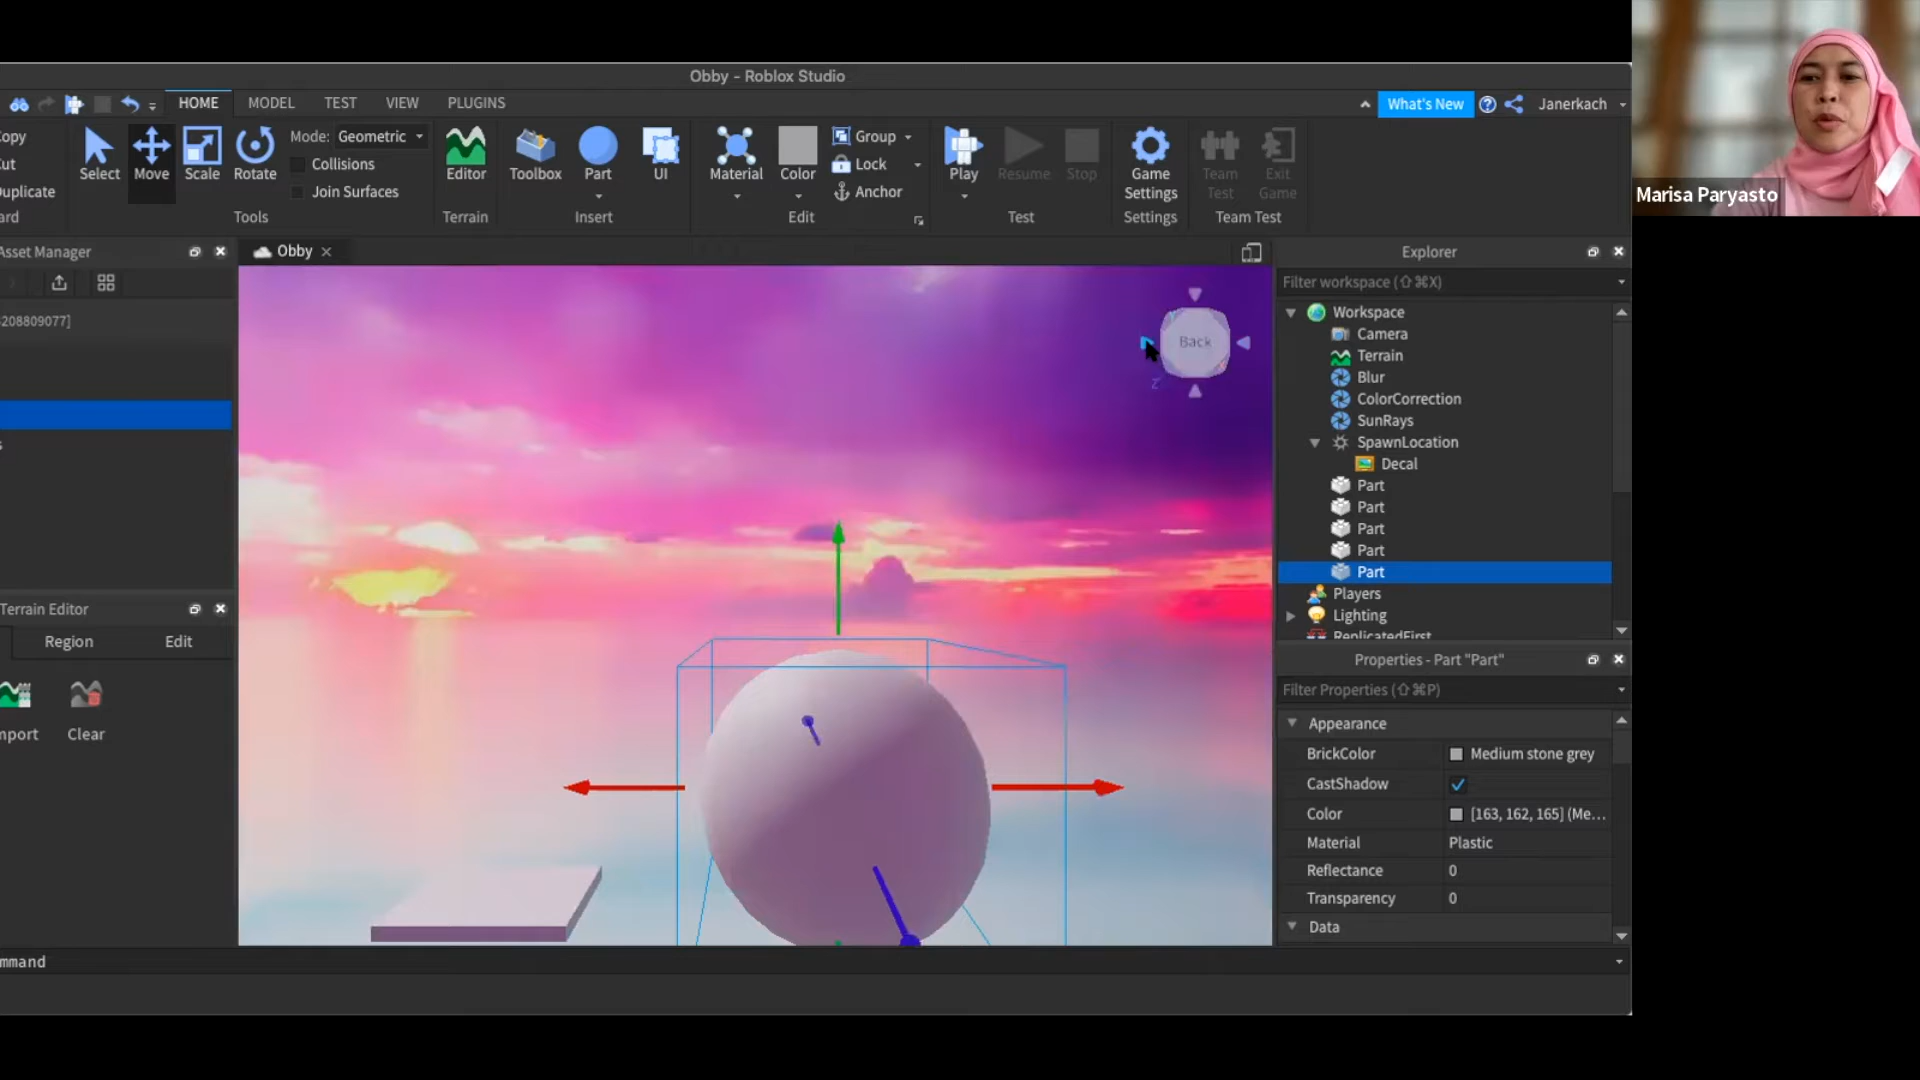 Obby - Roblox Studio
HOME MODEL TEST VIEW PLUGINS
What's New
Janerkach
opy
ut
uplicate
ard
Select
Move
Scale
Rotate
Mode: Geometric
Collisions
Join Surfaces
Tools
Editor
Terrain
Toolbox
Part
UI
Insert
Material
Color
Group
Lock
Anchor
Edit
Play
Resume
Stop
Test
Game
Settings
Settings
Team
Test
Exit
Game
Team Test
Marisa Paryasto
Asset Manager
208809077]
s
Obby
Back
Z
Terrain Editor
Region
Edit
mport
Clear
Explorer
Filter workspace (⇧⌘X)
Workspace
Camera
Terrain
Blur
ColorCorrection
SunRays
SpawnLocation
Decal
Part
Part
Part
Part
Part
Players
Lighting
ReplicatedFirst
Properties - Part "Part"
Filter Properties (⇧⌘P)
Appearance
BrickColor Medium stone grey
CastShadow
Color [163, 162, 165] (Me...
Material Plastic
Reflectance 0
Transparency 0
Data
mmand